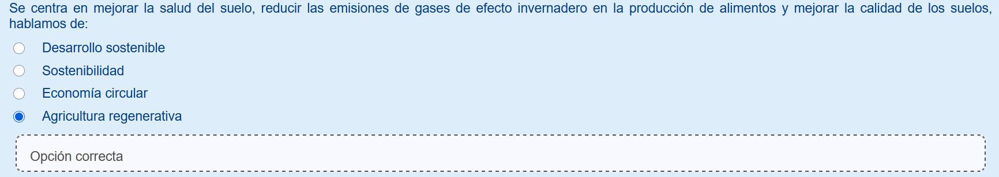 Se centra en mejorar la salud del suelo, reducir las emisiones de gases de efecto invernadero en la producción de alimentos y mejorar la calidad de los suelos,
hablamos de:
Desarrollo sostenible
Sostenibilidad
Economía circular
Agricultura regenerativa
Opción correcta